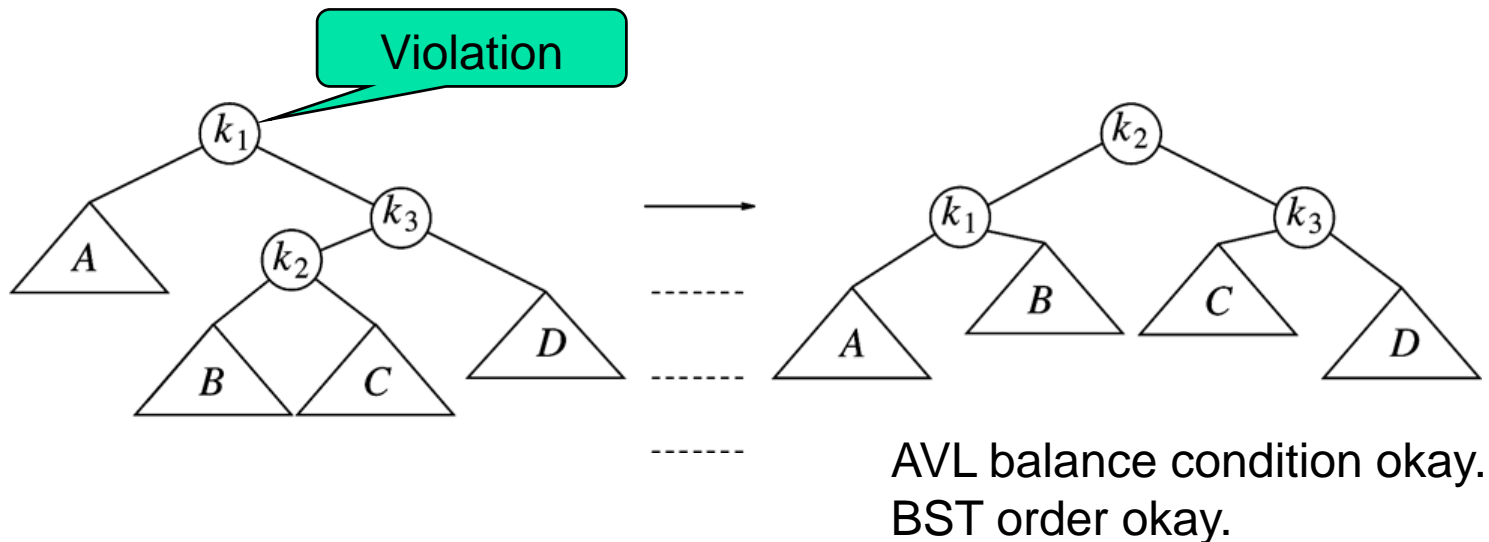 Violation
k₁
k₂
k₃
k₁
k₃
A
k₂
B
C
A
D
D
B
C
AVL balance condition okay.
BST order okay.